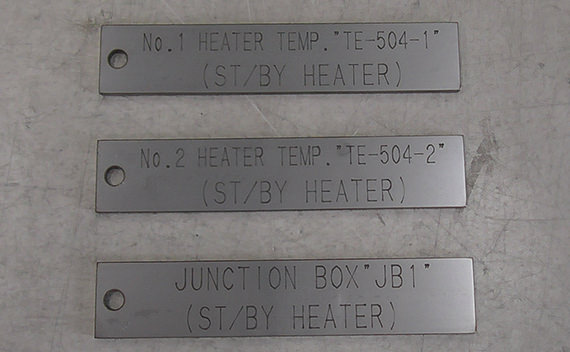 No.1 HEATER TEMP."TE-504-1"
(ST/BY HEATER)
No.2 HEATER TEMP."TE-504-2"
(ST/BY HEATER)
JUNCTION BOX"JB1"
(ST/BY HEATER)